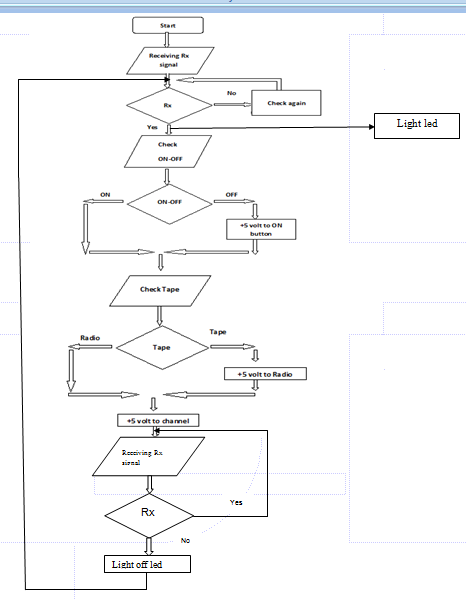 Start
Receiving Rx
signal
No
Rx
Check again
Yes
Light led
Check
ON-OFF
ON
ON-OFF
OFF
+5 volt to ON
button
Check Tape
Radio
Tape
Tape
+5 volt to Radio
+5 volt to channel
Receiving Rx
signal
Yes
Rx
No
Light off led